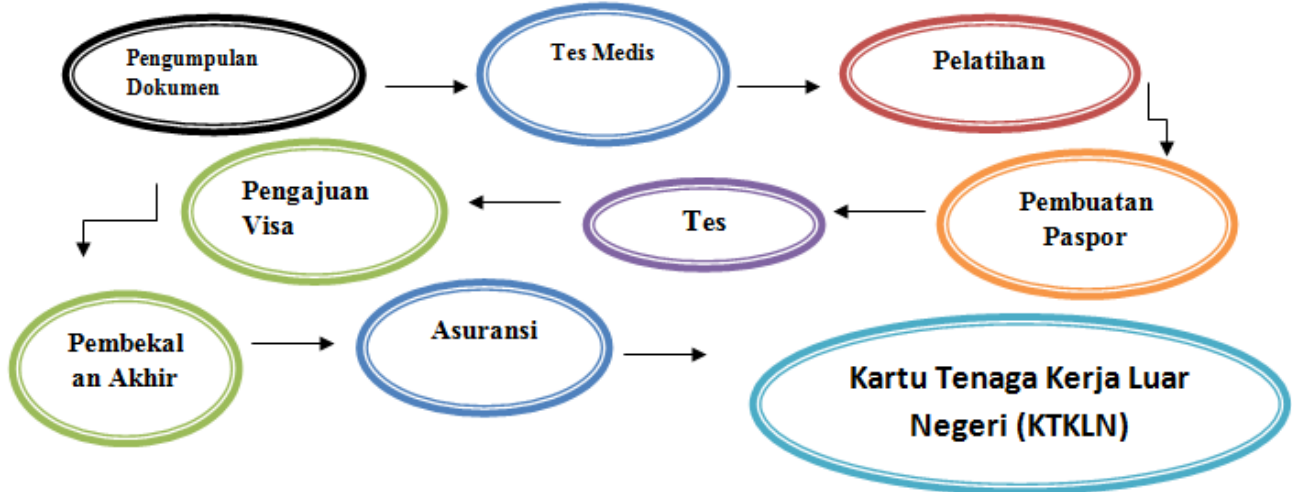 Pengumpulan
Dokumen
Tes Medis
Pelatihan
Pembuatan
Paspor
Tes
Pengajuan
Visa
Pembekal
an Akhir
Asuransi
Kartu Tenaga Kerja Luar
Negeri (KTKLN)